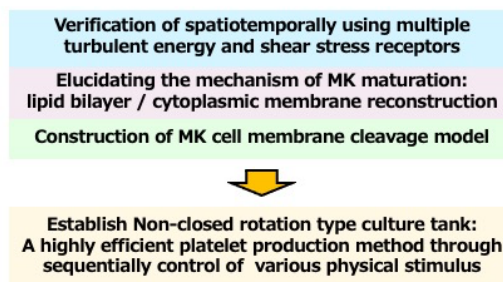 Verification of spatiotemporally using multiple
turbulent energy and shear stress receptors
Elucidating the mechanism of MK maturation:
lipid bilayer / cytoplasmic membrane reconstruction
Construction of MK cell membrane cleavage model
Establish Non-closed rotation type culture tank:
A highly efficient platelet production method through
sequentially control of various physical stimulus